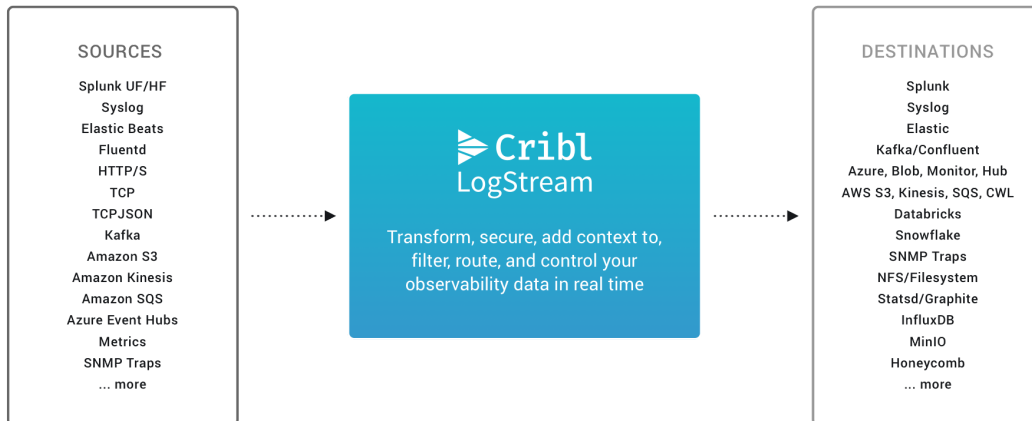 SOURCES
Splunk UF/HF
Syslog
Elastic Beats
Fluentd
HTTP/S
TCP
TCPJSON
Kafka
Amazon S3
Amazon Kinesis
Amazon SQS
Azure Event Hubs
Metrics
SNMP Traps
... more
Cribl
LogStream
Transform, secure, add context to,
filter, route, and control your
observability data in real time
DESTINATIONS
Splunk
Syslog
Elastic
Kafka/Confluent
Azure, Blob, Monitor, Hub
AWS S3, Kinesis, SQS, CWL
Databricks
Snowflake
SNMP Traps
NFS/Filesystem
Statsd/Graphite
InfluxDB
MinIO
Honeycomb
... more